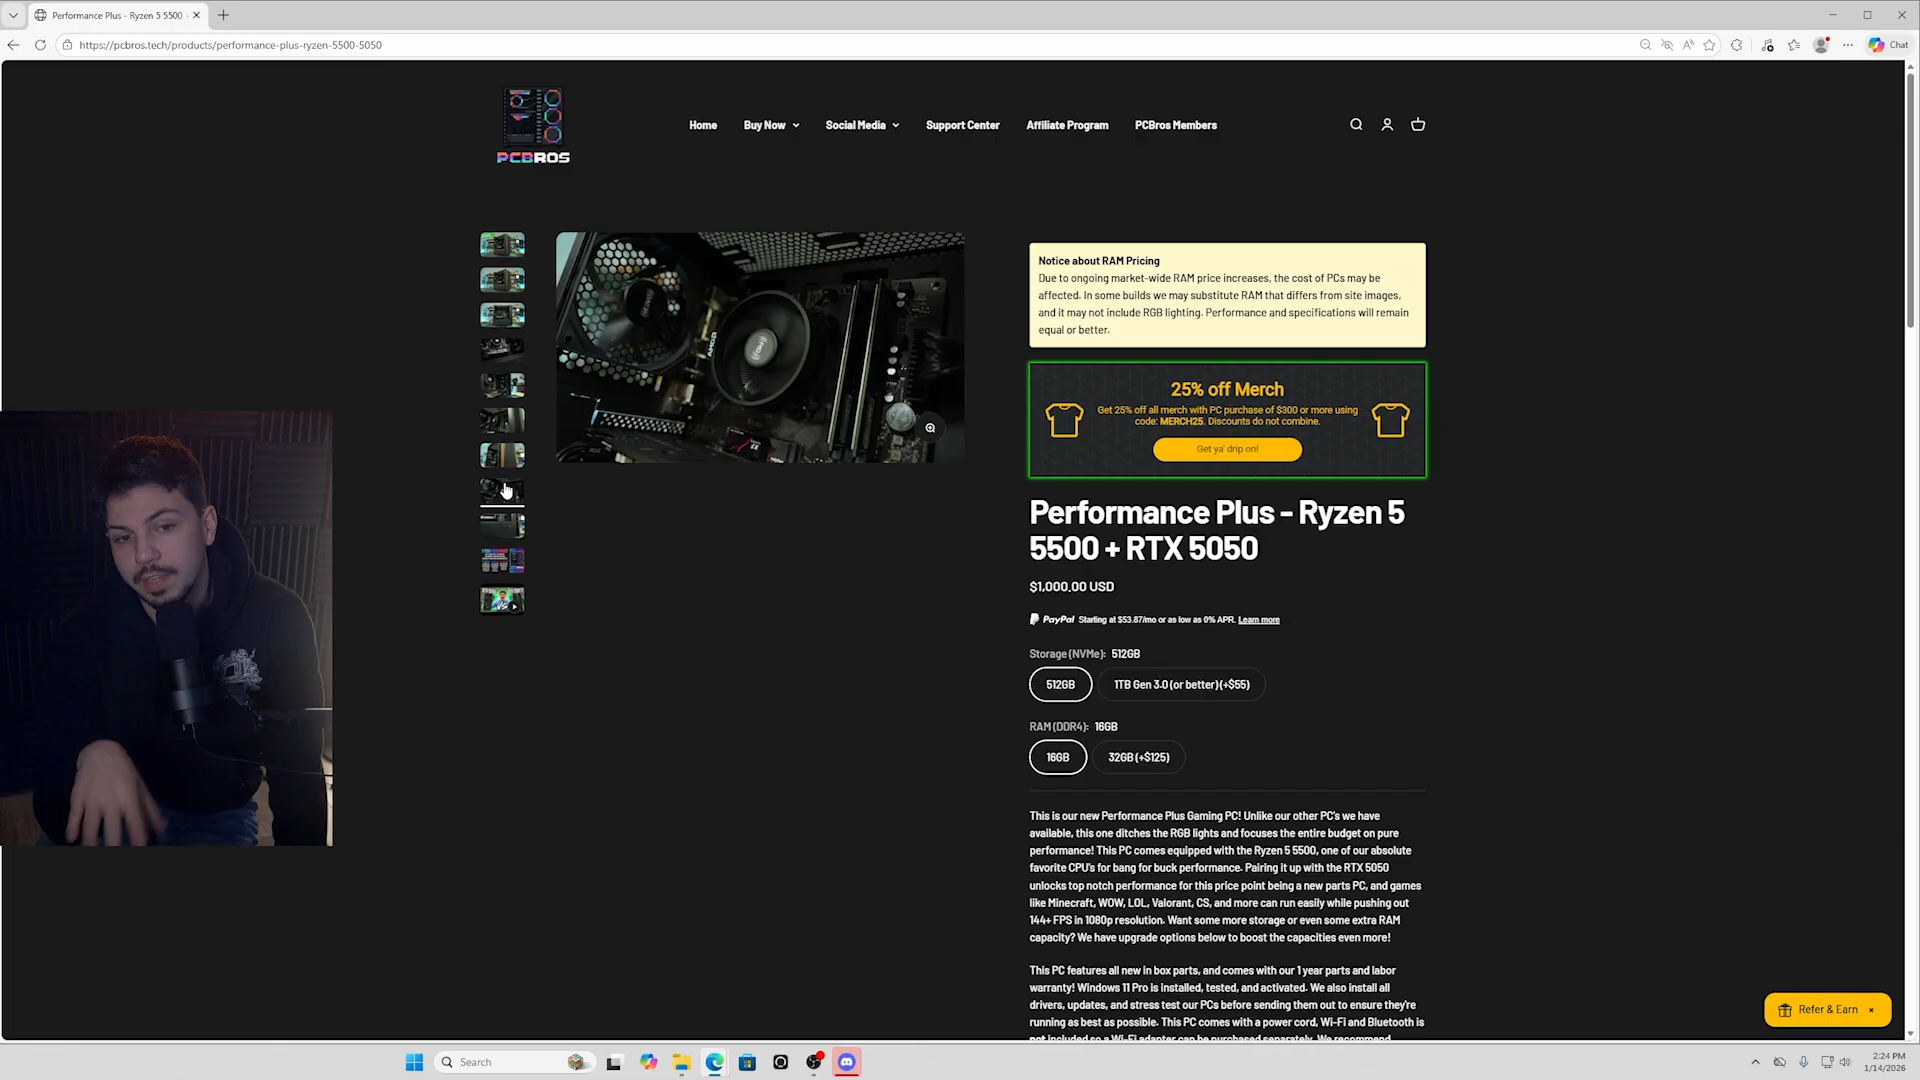 Performance Plus - Ryzen 5 5500
https://pcbros.tech/products/performance-plus-ryzen-5500-5050
Chat
PCBROS
Home
Buy Now
Social Media
Support Center
Affiliate Program
PCBros Members
Notice about RAM Pricing
Due to ongoing market-wide RAM price increases, the cost of PCs may be
affected. In some builds we may substitute RAM that differs from site images,
and it may not include RGB lighting. Performance and specifications will remain
equal or better.
25% off Merch
Get 25% off all merch with PC purchase of $300 or more using
code: MERCH25. Discounts do not combine.
Get ya' drip on!
Performance Plus - Ryzen 5
5500 + RTX 5050
$1,000.00 USD
PayPal Starting at $53.87/mo or as low as 0% APR. Learn more
Storage (NVMe): 512GB
512GB
1TB Gen 3.0 (or better)(+$55)
RAM (DDR4): 16GB
16GB
32GB (+$125)
This is our new Performance Plus Gaming PC! Unlike our other PC's we have
available, this one ditches the RGB lights and focuses the entire budget on pure
performance! This PC comes equipped with the Ryzen 5 5500, one of our absolute
favorite CPU's for bang for buck performance. Pairing it up with the RTX 5050
unlocks top notch performance for this price point being a new parts PC, and games
like Minecraft, WOW, LOL, Valorant, CS, and more can run easily while pushing out
144+ FPS in 1080p resolution. Want some more storage or even some extra RAM
capacity? We have upgrade options below to boost the capacities even more!
This PC features all new in box parts, and comes with our 1 year parts and labor
warranty! Windows 11 Pro is installed, tested, and activated. We also install all
drivers, updates, and stress test our PCs before sending them out to ensure they're
running as best as possible. This PC comes with a power cord, Wi-Fi and Bluetooth is
not included so a Wi-Fi adapter can be purchased separately. We recommend
Refer & Earn
Search
2:24 PM
1/14/2026